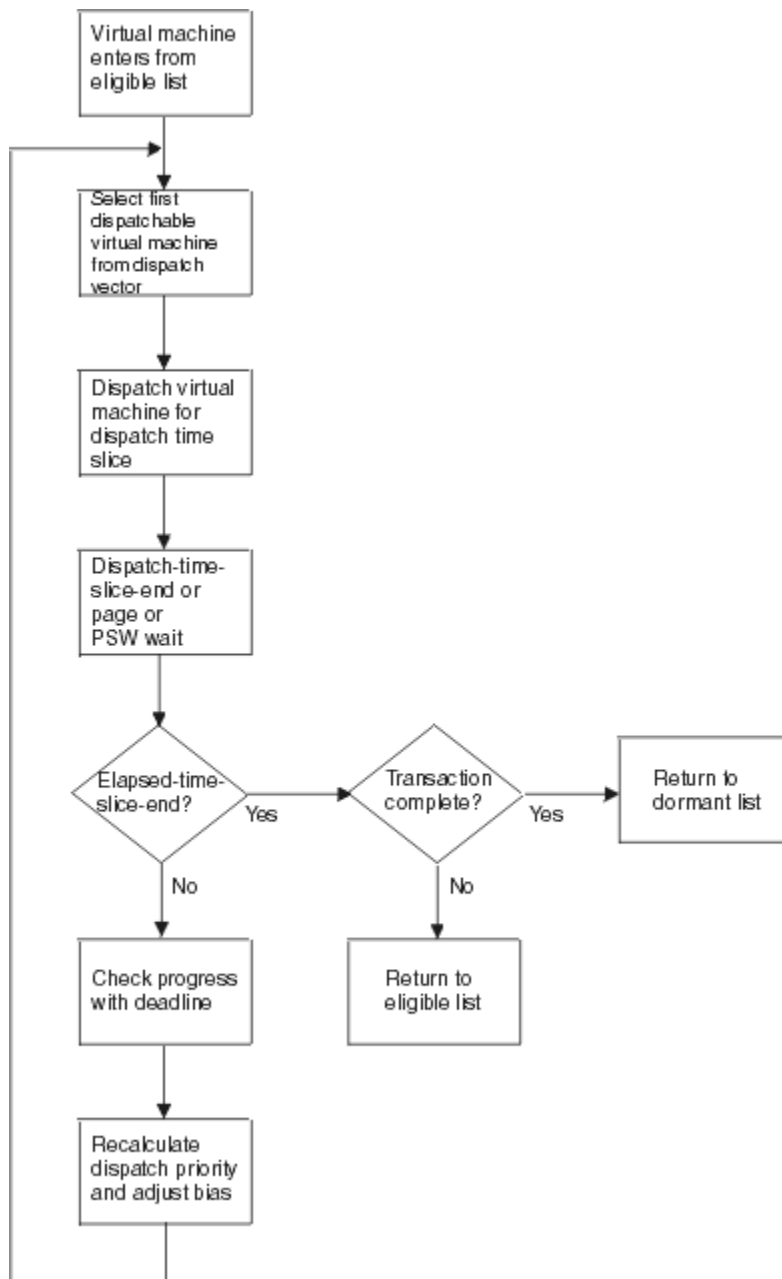 Virtual machine
enters from
eligible list
Select first
dispatchable
virtual machine
from dispatch
vector
Dispatch virtual
machine for
dispatch time
slice
Dispatch-time-
slice-end or
page or
PSW wait
Elapsed-time-
slice-end?
Yes
Transaction
complete?
Yes
Return to
dormant list
No
No
Check progress
with deadline
Return to
eligible list
Recalculate
dispatch priority
and adjust bias